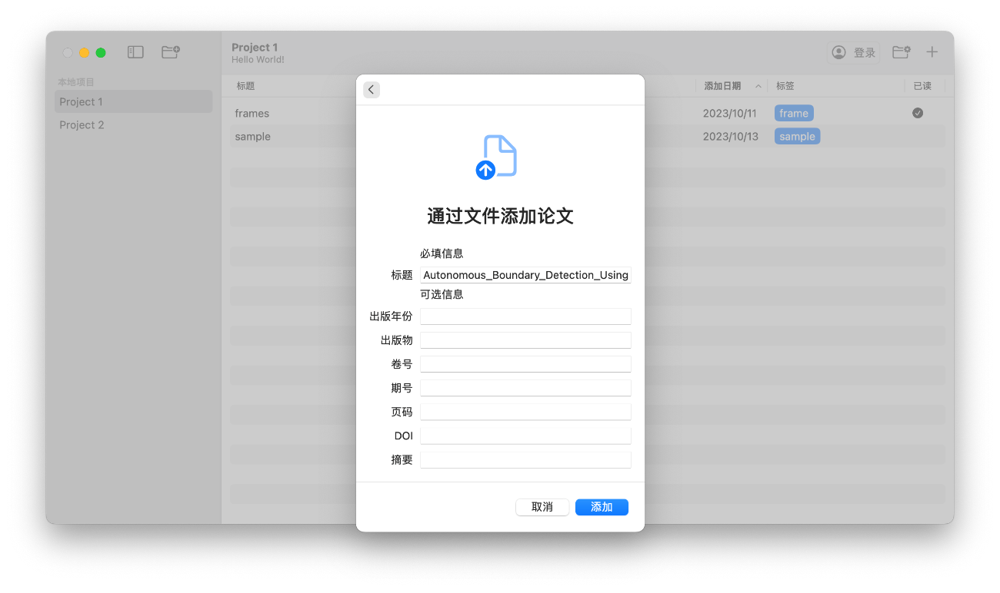 Project 1
Hello World!
登录
本地项目
Project 1
Project 2
标题
添加日期
标签
已读
frames
2023/10/11
frame
sample
2023/10/13
sample
通过文件添加论文
必填信息
标题
Autonomous_Boundary_Detection_Using
可选信息
出版年份
出版物
卷号
期号
页码
DOI
摘要
取消
添加